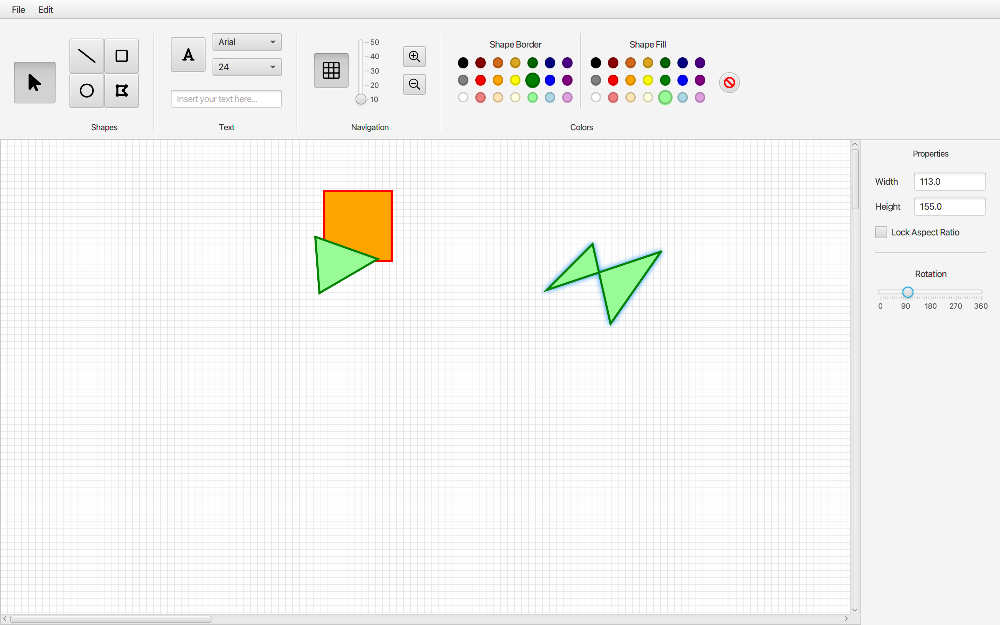 File Edit
Arial
A
24
Insert your text here...
Shapes
Text
50
40
30
20
10
Navigation
Shape Border
Shape Fill
Colors
Properties
Width 113.0
Height 155.0
Lock Aspect Ratio
Rotation
0 90 180 270 360